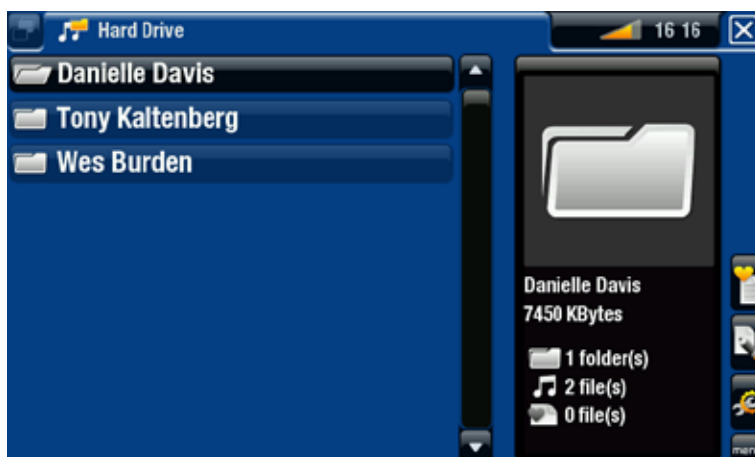 Hard Drive
16 16
Danielle Davis
Tony Kaltenberg
Wes Burden
Danielle Davis
7450 KBytes
1 folder(s)
2 file(s)
0 file(s)